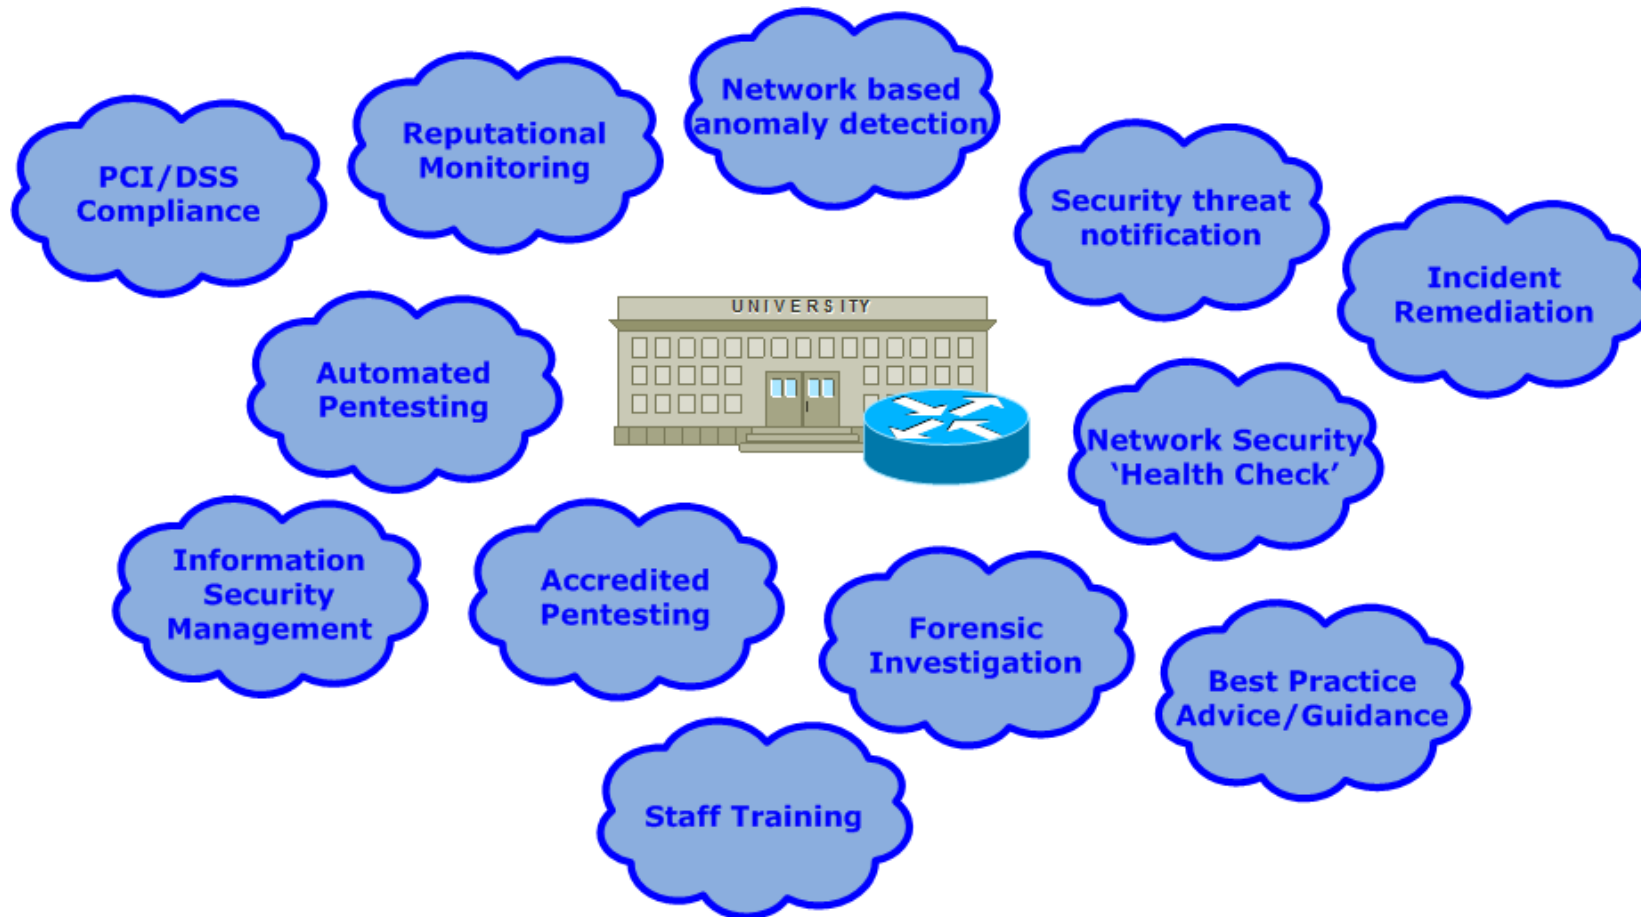 Network based
anomaly detection
Reputational
Monitoring
PCI/DSS
Compliance
Security threat
notification
Incident
Remediation
UNIVERSITY
Automated
Pentesting
Network Security
‘Health Check’
Information
Security
Management
Accredited
Pentesting
Forensic
Investigation
Best Practice
Advice/Guidance
Staff Training